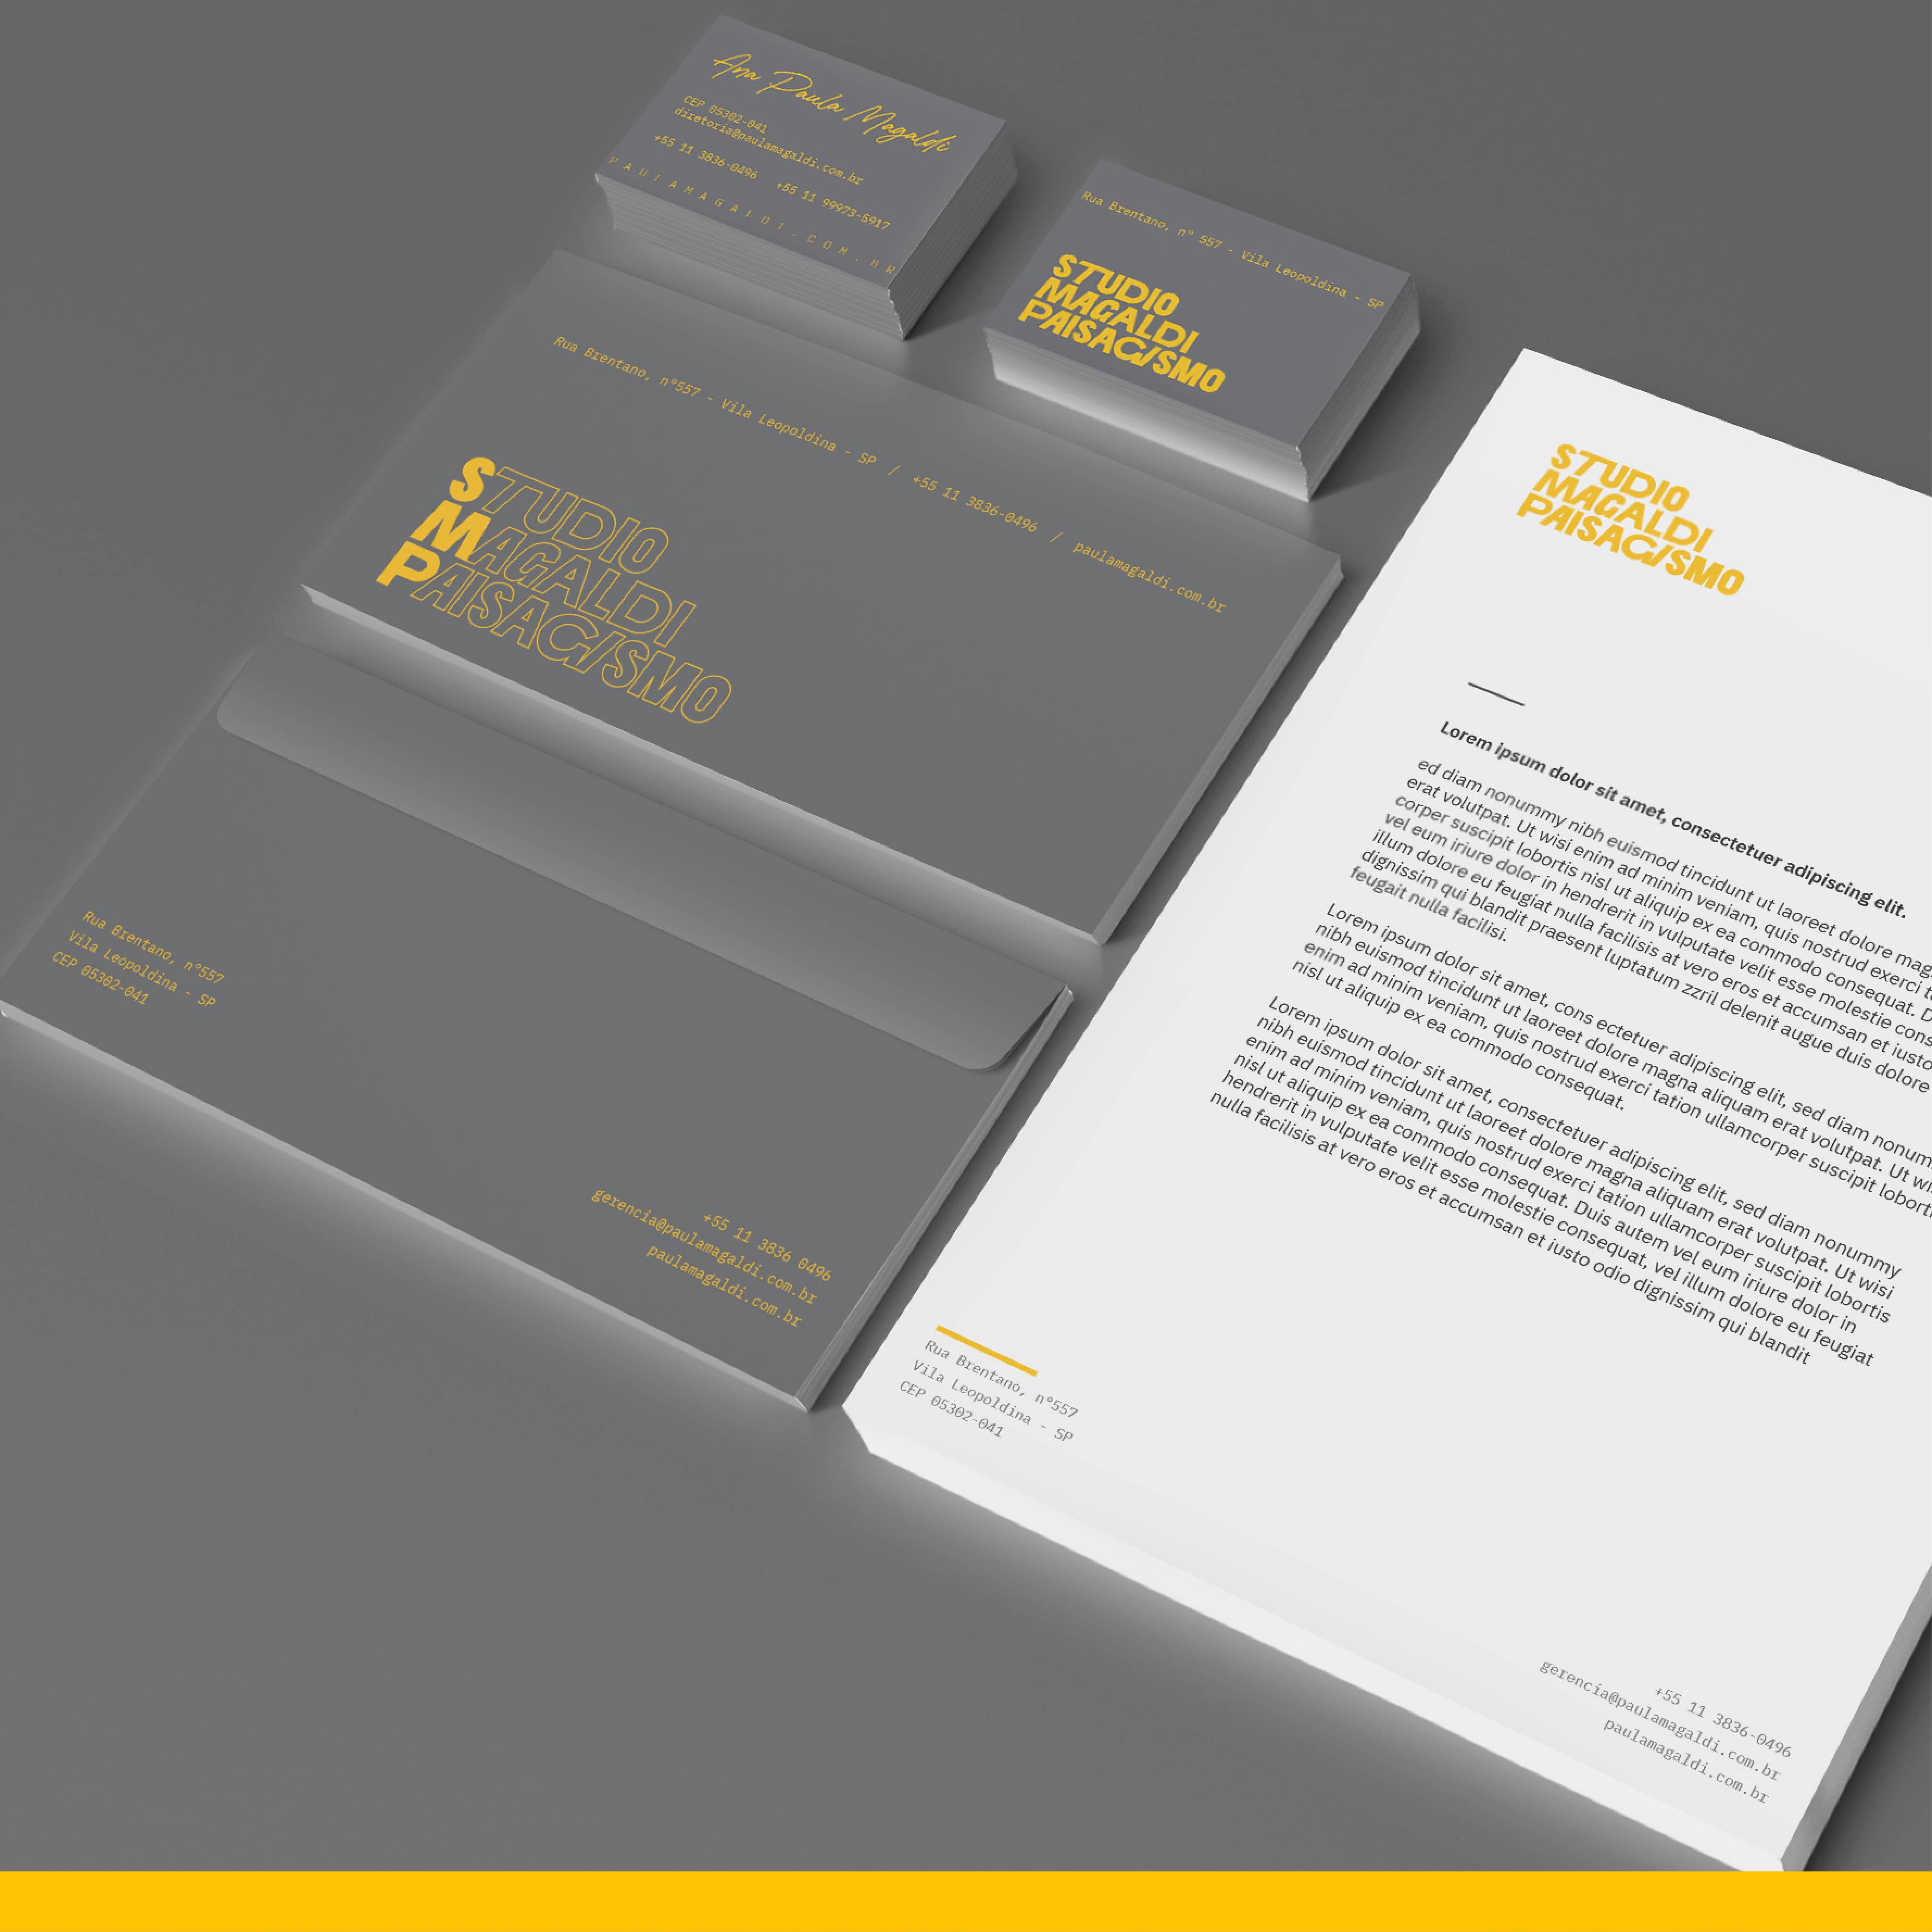 Ana Paula Magaldi
CEP 05302-041
diretoria@paulamagaldi.com.br
+55 11 3836-0496 +55 11 99973-5917
PAULAMAGALDI.COM.BR
Rua Brentano, nº 557 - Vila Leopoldina - SP
STUDIO
MAGALDI
PAISAGISMO
Rua Brentano, nº557 - Vila Leopoldina - SP / +55 11 3836-0496 / paulamagaldi.com.br
STUDIO
MAGALDI
PAISAGISMO
Rua Brentano, nº557
Vila Leopoldina - SP
CEP 05302-041
+55 11 3836 0496
gerencia@paulamagaldi.com.br
paulamagaldi.com.br
STUDIO
MAGALDI
PAISAGISMO
Lorem ipsum dolor sit amet, consectetuer adipiscing elit.
ed diam nonummy nibh euismod tincidunt ut laoreet dolore
erat volutpat. Ut wisi enim ad minim veniam, quis nostrud exerci
corper suscipit lobortis nisl ut aliquip ex ea commodo consequat.
vel eum iriure dolor in hendrerit in vulputate velit esse molestie
illum dolore eu feugiat nulla facilisis at vero eros et accumsan et iusto
dignissim qui blandit praesent luptatum zzril delenit augue duis dolore
feugait nulla facilisi.
Lorem ipsum dolor sit amet, cons ectetuer adipiscing elit, sed diam
nibh euismod tincidunt ut laoreet dolore magna aliquam erat volutpat. Ut
enim ad minim veniam, quis nostrud exerci tation ullamcorper suscipit
nisl ut aliquip ex ea commodo consequat.
Lorem ipsum dolor sit amet, consectetuer adipiscing elit, sed diam nonummy
nibh euismod tincidunt ut laoreet dolore magna aliquam erat volutpat. Ut wisi
enim ad minim veniam, quis nostrud exerci tation ullamcorper suscipit lobortis
nisl ut aliquip ex ea commodo consequat. Duis autem vel eum iriure dolor in
hendrerit in vulputate velit esse molestie consequat, vel illum dolore eu feugiat
nulla facilisis at vero eros et accumsan et iusto odio dignissim qui blandit
Rua Brentano, nº557
Vila Leopoldina - SP
CEP 05302-041
+55 11 3836-0496
gerencia@paulamagaldi.com.br
paulamagaldi.com.br